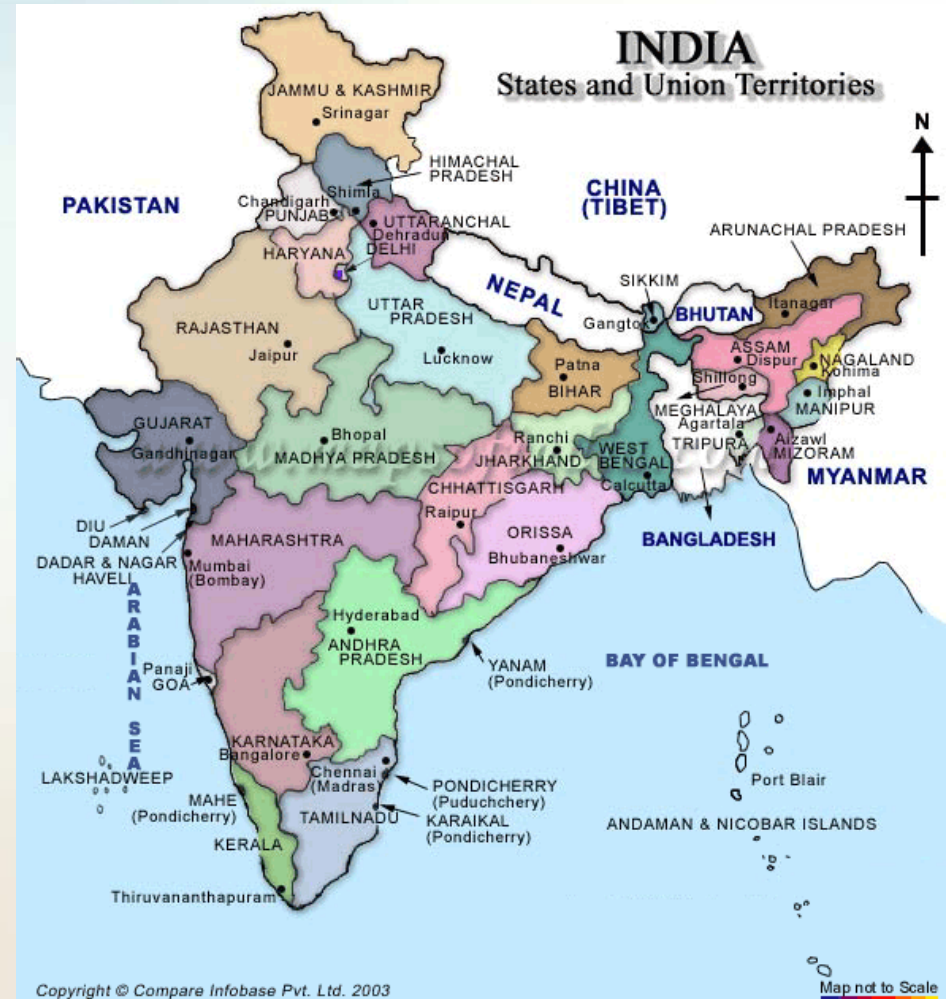 INDIA
States and Union Territories
N
JAMMU & KASHMIR
Srinagar
HIMACHAL
PRADESH
Shimla
PAKISTAN
CHINA
(TIBET)
Chandigarh
PUNJAB
UTTARANCHAL
Dehradun
DELHI
HARYANA
ARUNACHAL PRADESH
NEPAL
SIKKIM
Gangtok
BHUTAN
Itanagar
RAJASTHAN
Jaipur
UTTAR
PRADESH
Lucknow
Patna
BIHAR
ASSAM
Dispur
NAGALAND
Kohima
Shillong
MEGHALAYA
Imphal
MANIPUR
Agartala
TRIPURA
Aizawl
MIZORAM
GUJARAT
Gandhinagar
Bhopal
MADHYA PRADESH
Ranchi
JHARKHAND
WEST
BENGAL
Calcutta
MYANMAR
CHHATTISGARH
Raipur
ORISSA
Bhubaneshwar
BANGLADESH
DIU
DAMAN
DADAR & NAGAR
HAVELI
MAHARASHTRA
Mumbai
(Bombay)
ARABIAN SEA
Hyderabad
ANDHRA
PRADESH
YANAM
(Pondicherry)
BAY OF BENGAL
Panaji
GOA
KARNATAKA
Bangalore
Chennai
(Madras)
PONDICHERRY
(Puduchchery)
KARAIKAL
(Pondicherry)
LAKSHADWEEP
MAHE
(Pondicherry)
TAMILNADU
KERALA
Thiruvananthapuram
Port Blair
ANDAMAN & NICOBAR ISLANDS
Copyright © Compare Infobase Pvt. Ltd. 2003
Map not to Scale